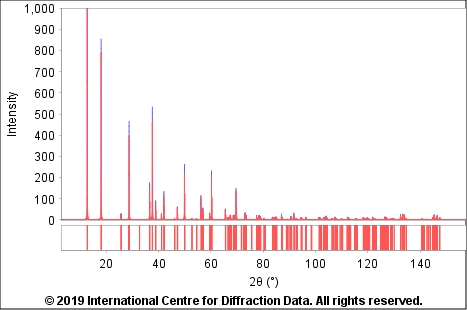 1,000
900
800
700
600
500
400
300
200
100
0
Intensity
20 40 60 80 100 120 140
2θ (°)
© 2019 International Centre for Diffraction Data. All rights reserved.